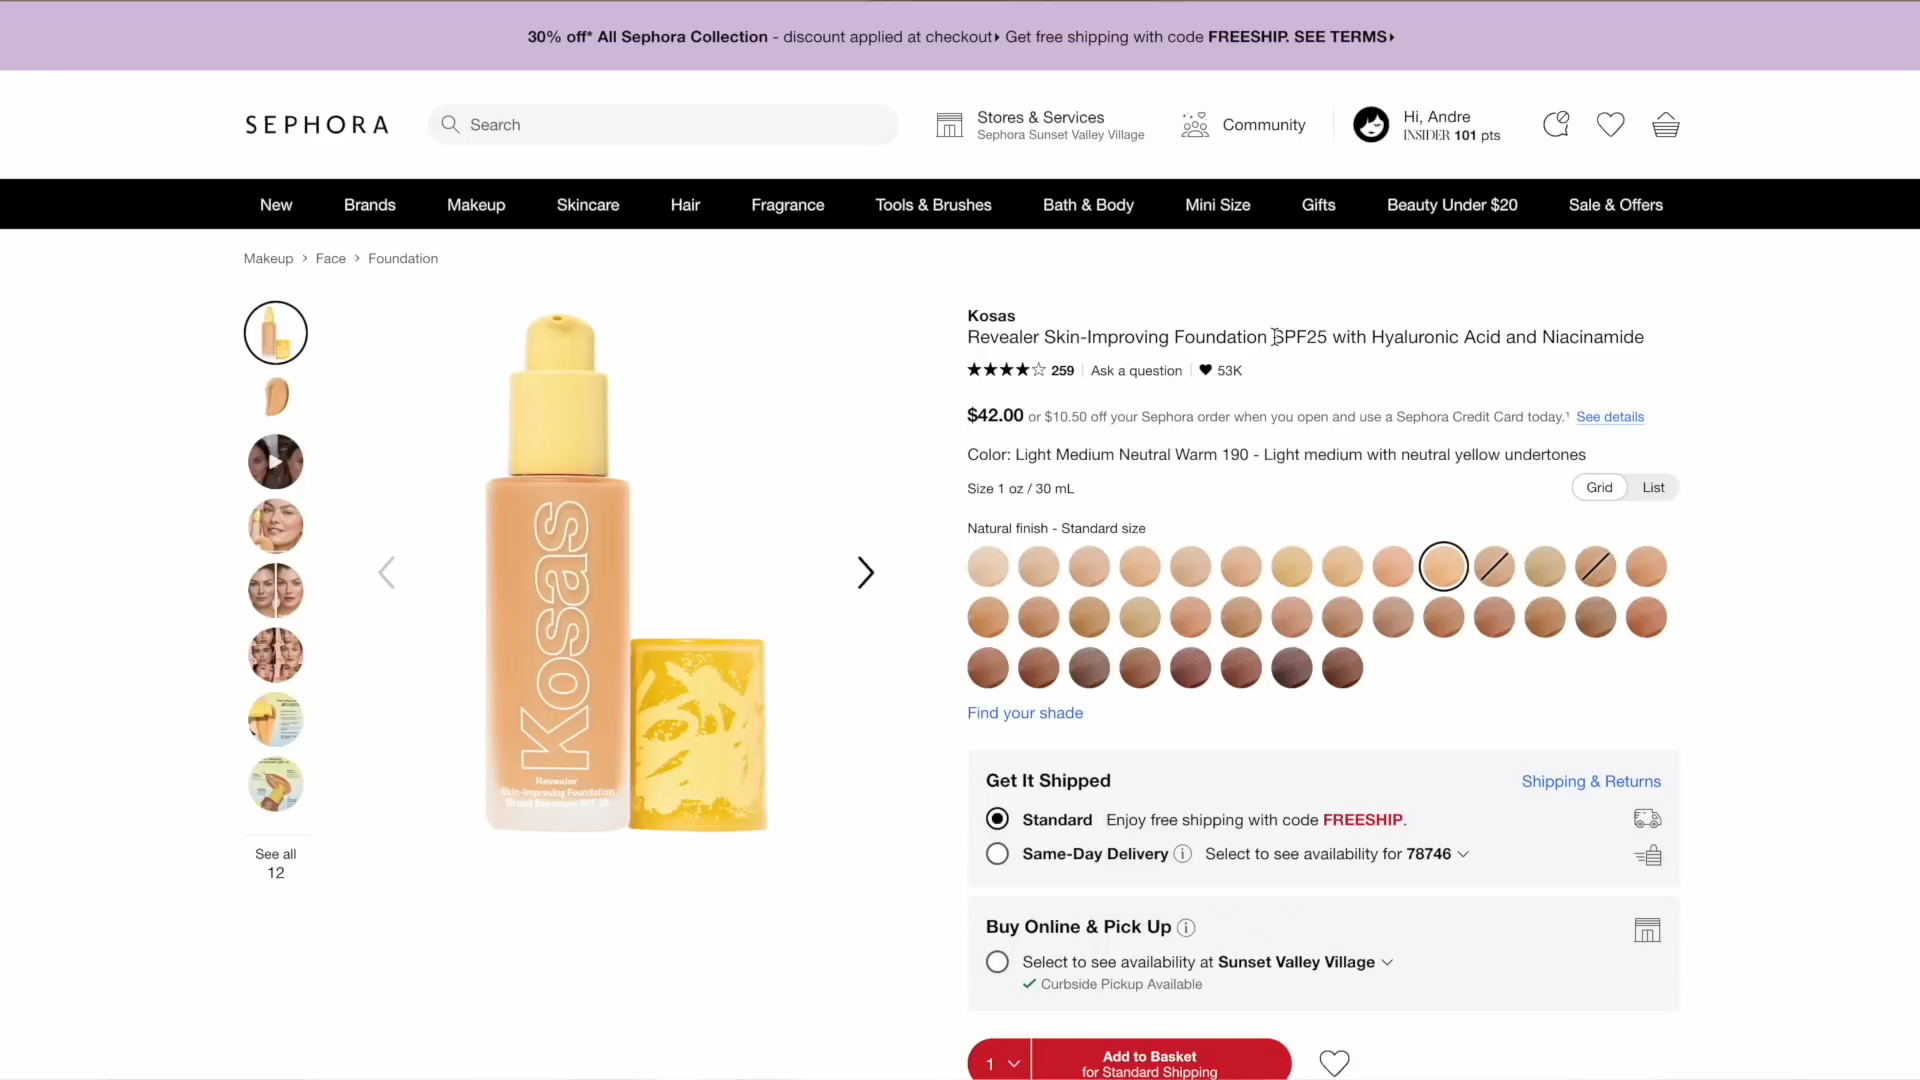 30% off* All Sephora Collection - discount applied at checkout▸ Get free shipping with code FREESHIP. SEE TERMS▸
SEPHORA
Search
Stores & Services
Sephora Sunset Valley Village
Community
Hi, Andre
INSIDER 101 pts
New Brands Makeup Skincare Hair Fragrance Tools & Brushes Bath & Body Mini Size Gifts Beauty Under $20 Sale & Offers
Makeup > Face > Foundation
See all
12
Kosas
Revealer
Skin-Improving Foundation
Broad Spectrum SPF 25
Kosas
Revealer Skin-Improving Foundation SPF25 with Hyaluronic Acid and Niacinamide
259 Ask a question 53K
$42.00 or $10.50 off your Sephora order when you open and use a Sephora Credit Card today.¹ See details
Color: Light Medium Neutral Warm 190 - Light medium with neutral yellow undertones
Size 1 oz / 30 mL
Grid List
Natural finish - Standard size
Find your shade
Get It Shipped
Shipping & Returns
Standard Enjoy free shipping with code FREESHIP.
Same-Day Delivery Select to see availability for 78746
Buy Online & Pick Up
Select to see availability at Sunset Valley Village
Curbside Pickup Available
1
Add to Basket
for Standard Shipping